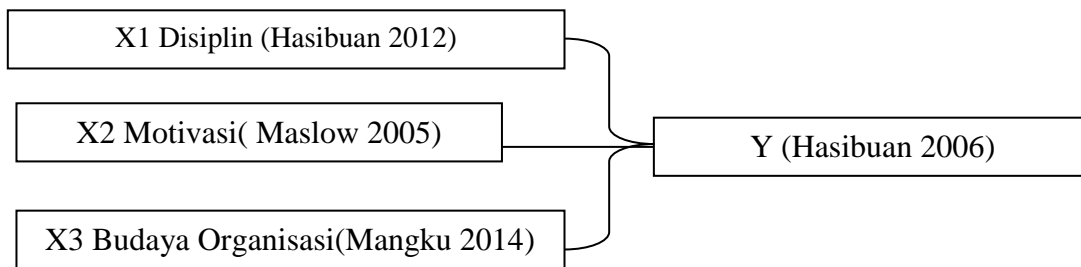 X1 Disiplin (Hasibuan 2012)
X2 Motivasi( Maslow 2005)
Y (Hasibuan 2006)
X3 Budaya Organisasi(Mangku 2014)